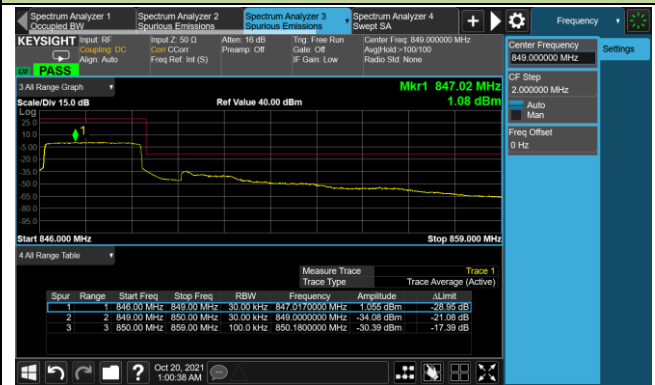 Spectrum Analyzer 1
Occupied BW
Spectrum Analyzer 2
Spurious Emissions
Spectrum Analyzer 3
Spurious Emissions
Spectrum Analyzer 4
Swept SA
Frequency
KEYSIGHT
Input: RF
Coupling: DC
Align: Auto
Input Z: 50 Ω
Corr CCorr
Freq Ref: Int (S)
Atten: 16 dB
Preamp: Off
Trig: Free Run
Gate: Off
IF Gain: Low
Center Freq: 849.000000 MHz
Avg|Hold:>100/100
Radio Std: None
LXI
PASS
Center Frequency
849.000000 MHz
Settings
CF Step
2.000000 MHz
Auto
Man
Freq Offset
0 Hz
3 All Range Graph
Mkr1 847.02 MHz
Scale/Div 15.0 dB
Ref Value 40.00 dBm
1.08 dBm
Log
25.0
10.0
-5.00
-20.0
-35.0
-50.0
-65.0
-80.0
-95.0
1
Start 846.000 MHz
Stop 859.000 MHz
4 All Range Table
Measure Trace Trace 1
Trace Type Trace Average (Active)
Spur Range Start Freq Stop Freq RBW Frequency Amplitude ΔLimit
1 1 846.00 MHz 849.00 MHz 30.00 kHz 847.0170000 MHz 1.055 dBm -28.95 dB
2 2 849.00 MHz 850.00 MHz 30.00 kHz 849.0000000 MHz -34.08 dBm -21.08 dB
3 3 850.00 MHz 859.00 MHz 100.0 kHz 850.1800000 MHz -30.39 dBm -17.39 dB
Oct 20, 2021
1:00:38 AM